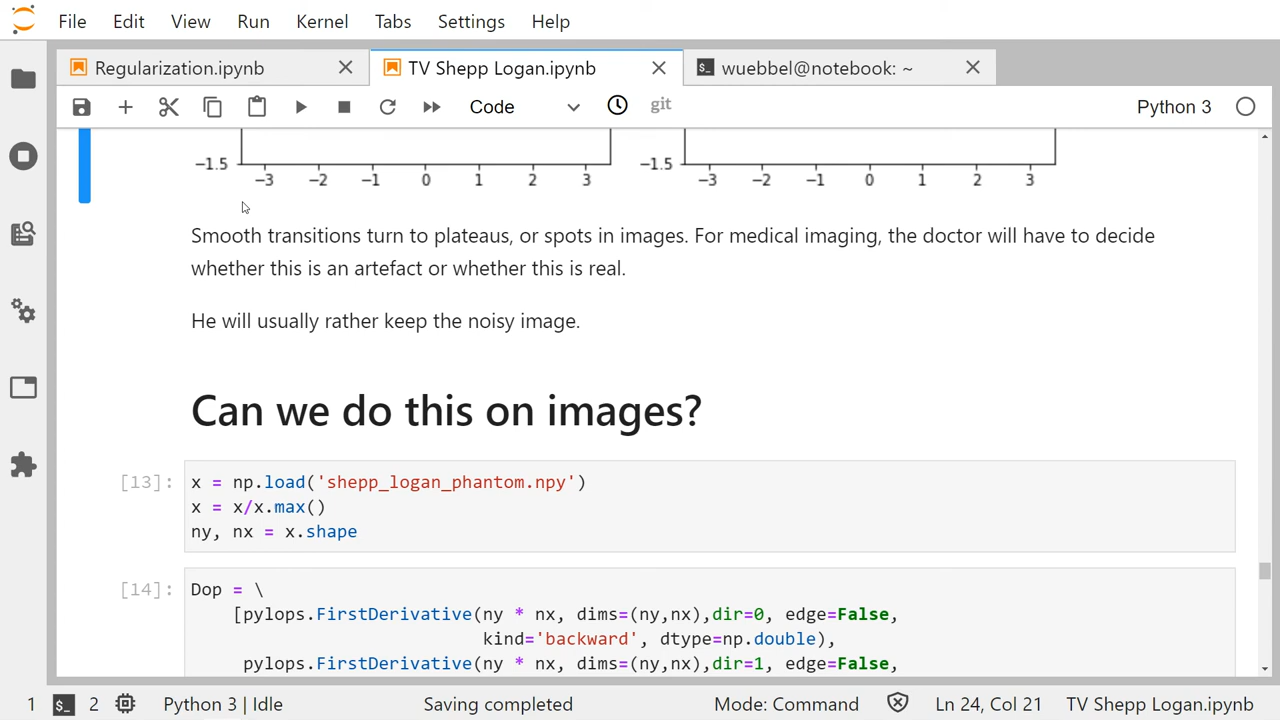 File Edit View Run Kernel Tabs Settings Help
Regularization.ipynb TV Shepp Logan.ipynb wuebbel@notebook: ~
Code git Python 3
−1.5 −1.5
−3 −2 −1 0 1 2 3 −3 −2 −1 0 1 2 3
Smooth transitions turn to plateaus, or spots in images. For medical imaging, the doctor will have to decide
whether this is an artefact or whether this is real.
He will usually rather keep the noisy image.
Can we do this on images?
[13]: x = np.load('shepp_logan_phantom.npy')
x = x/x.max()
ny, nx = x.shape
[14]: Dop = \
[pylops.FirstDerivative(ny * nx, dims=(ny,nx),dir=0, edge=False,
kind='backward', dtype=np.double),
pylops.FirstDerivative(ny * nx, dims=(ny,nx),dir=1, edge=False,
1 $_ 2 Python 3 | Idle Saving completed Mode: Command Ln 24, Col 21 TV Shepp Logan.ipynb